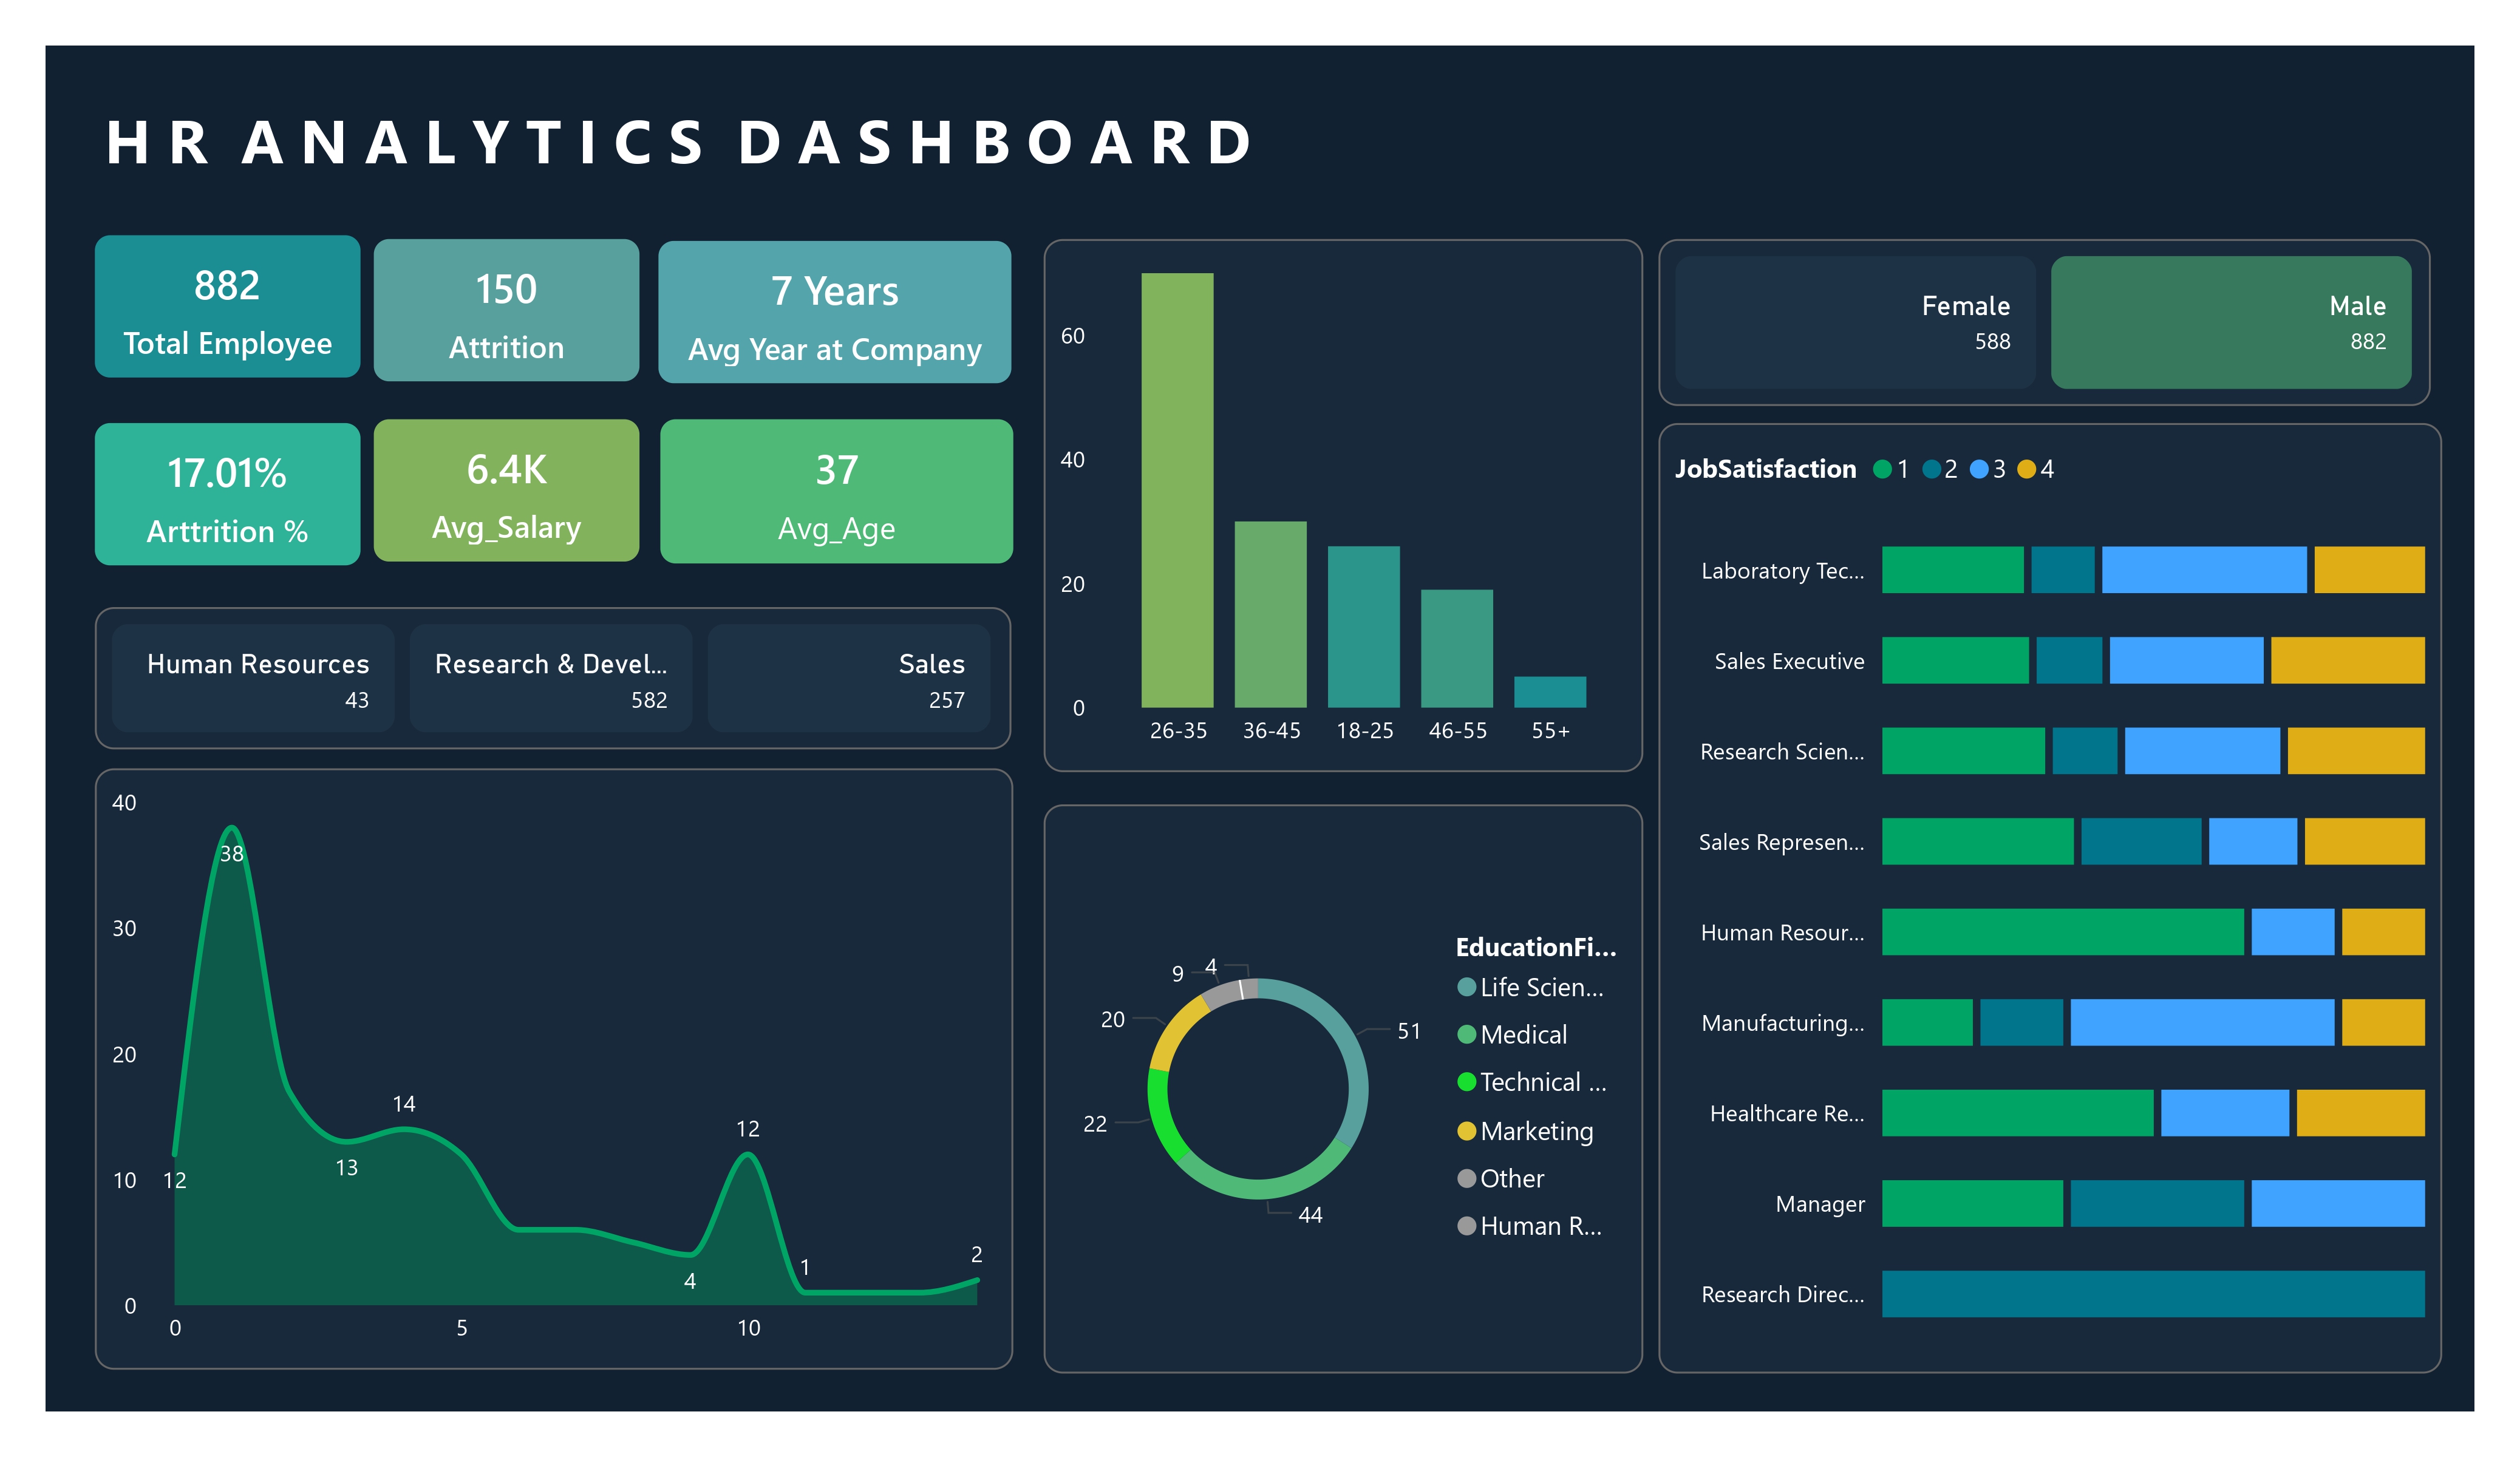 HR ANALYTICS DASHBOARD
882
Total Employee
150
Attrition
7 Years
Avg Year at Company
17.01%
Arttrition %
6.4K
Avg_Salary
37
Avg_Age
Human Resources
43
Research & Devel...
582
Sales
257
40
30
20
10
0
38
12
13
14
4
12
1
2
0
5
10
60
40
20
0
26-35
36-45
18-25
46-55
55+
9
4
20
51
22
44
EducationFi...
Life Scien...
Medical
Technical ...
Marketing
Other
Human R...
Female
588
Male
882
JobSatisfaction 1 2 3 4
Laboratory Tec...
Sales Executive
Research Scien...
Sales Represen...
Human Resour...
Manufacturing...
Healthcare Re...
Manager
Research Direc...